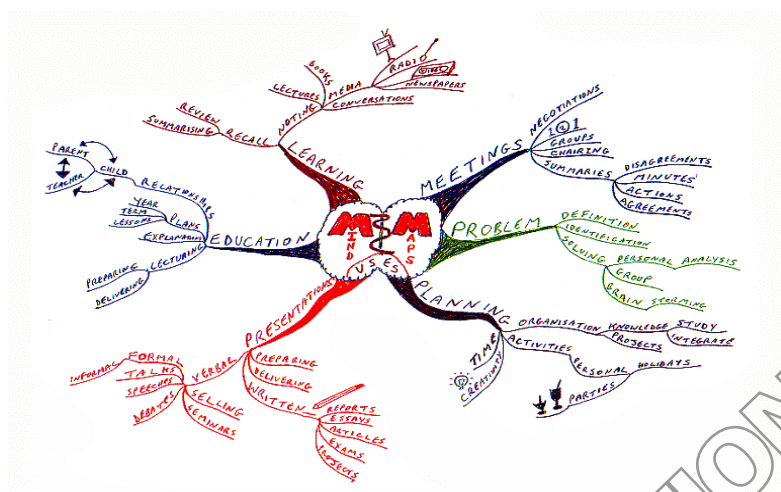 MIND MAPS
USES
LEARNING
RECALL
REVIEW
SUMMARISING
NOTING
LECTURES
BOOKS
MEDIA
RADIO
NEWSPAPERS
CONVERSATIONS
MEETINGS
NEGOTIATIONS
GROUPS
CHAIRING
SUMMARIES
DISAGREEMENTS
MINUTES
ACTIONS
AGREEMENTS
PROBLEM
DEFINITION
IDENTIFICATION
SOLVING
PERSONAL ANALYSIS
GROUP
BRAIN STORMING
PLANNING
ORGANISATION
KNOWLEDGE
STUDY
INTEGRATE
PROJECTS
ACTIVITIES
PERSONAL
HOLIDAYS
PARTIES
TIME
CREATIVITY
PRESENTATIONS
PREPARING
DELIVERING
WRITTEN
REPORTS
ESSAYS
ARTICLES
EXAMS
PROJECTS
VERBAL
FORMAL
INFORMAL
TALKS
SPEECHES
DEBATES
SELLING
SEMINARS
EDUCATION
RELATIONSHIPS
CHILD
PARENT
TEACHER
PLANS
YEAR
TERM
LESSONS
EXPLANATION
LECTURING
PREPARING
DELIVERING
ION